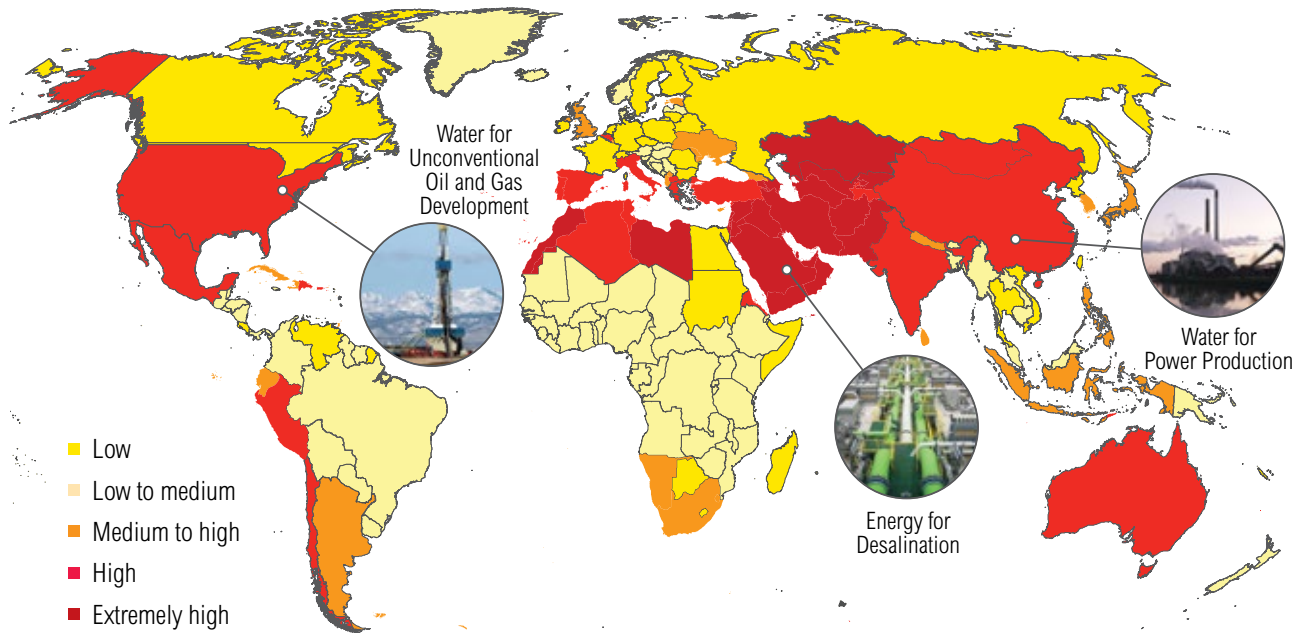 Water for
Unconventional
Oil and Gas
Development
Water for
Power Production
Energy for
Desalination
Low
Low to medium
Medium to high
High
Extremely high